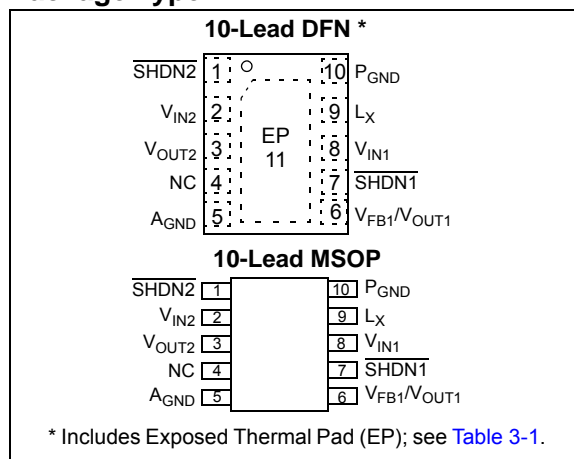 10-Lead DFN *
SHDN2 1 10 PGND
VIN2 2 9 LX
VOUT2 3 EP 11 8 VIN1
NC 4 7 SHDN1
AGND 5 6 VFB1/VOUT1
10-Lead MSOP
SHDN2 1 10 PGND
VIN2 2 9 LX
VOUT2 3 8 VIN1
NC 4 7 SHDN1
AGND 5 6 VFB1/VOUT1
* Includes Exposed Thermal Pad (EP); see Table 3-1.